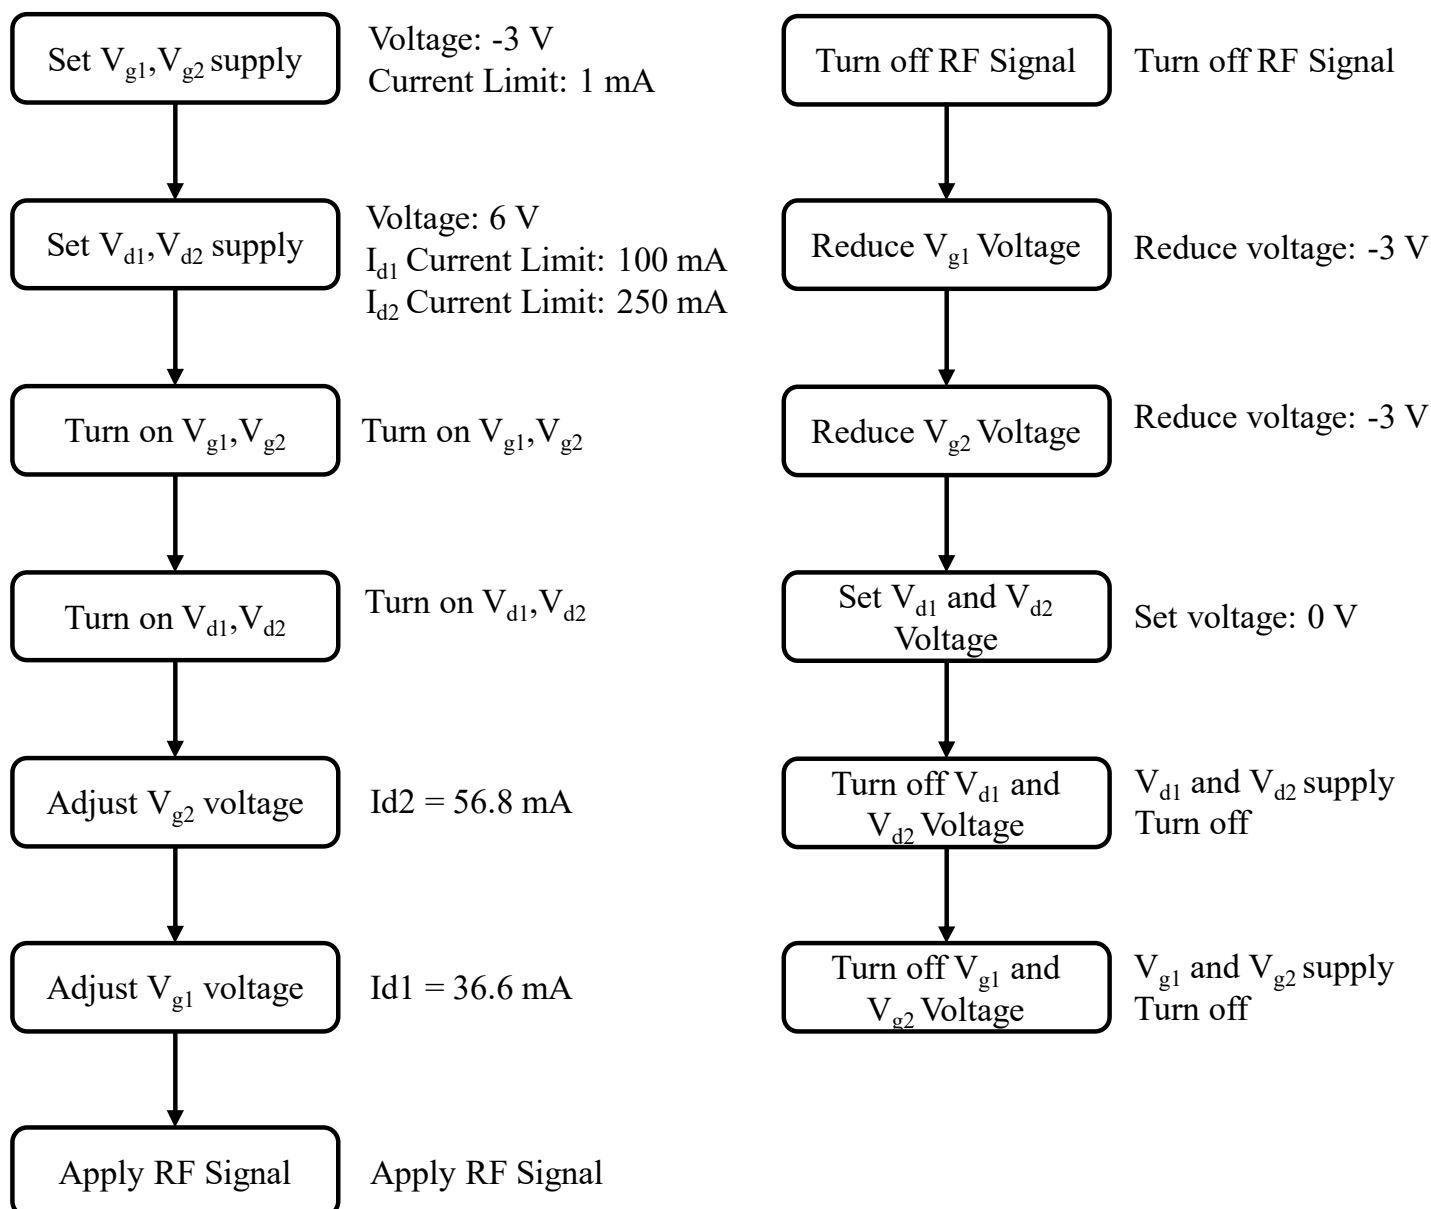 Set Vg1,Vg2 supply
Voltage: -3 V
Current Limit: 1 mA
Set Vd1,Vd2 supply
Voltage: 6 V
Id1 Current Limit: 100 mA
Id2 Current Limit: 250 mA
Turn on Vg1,Vg2
Turn on Vg1,Vg2
Turn on Vd1,Vd2
Turn on Vd1,Vd2
Adjust Vg2 voltage
Id2 = 56.8 mA
Adjust Vg1 voltage
Id1 = 36.6 mA
Apply RF Signal
Apply RF Signal
Turn off RF Signal
Turn off RF Signal
Reduce Vg1 Voltage
Reduce voltage: -3 V
Reduce Vg2 Voltage
Reduce voltage: -3 V
Set Vd1 and Vd2
Voltage
Set voltage: 0 V
Turn off Vd1 and
Vd2 Voltage
Vd1 and Vd2 supply
Turn off
Turn off Vg1 and
Vg2 Voltage
Vg1 and Vg2 supply
Turn off